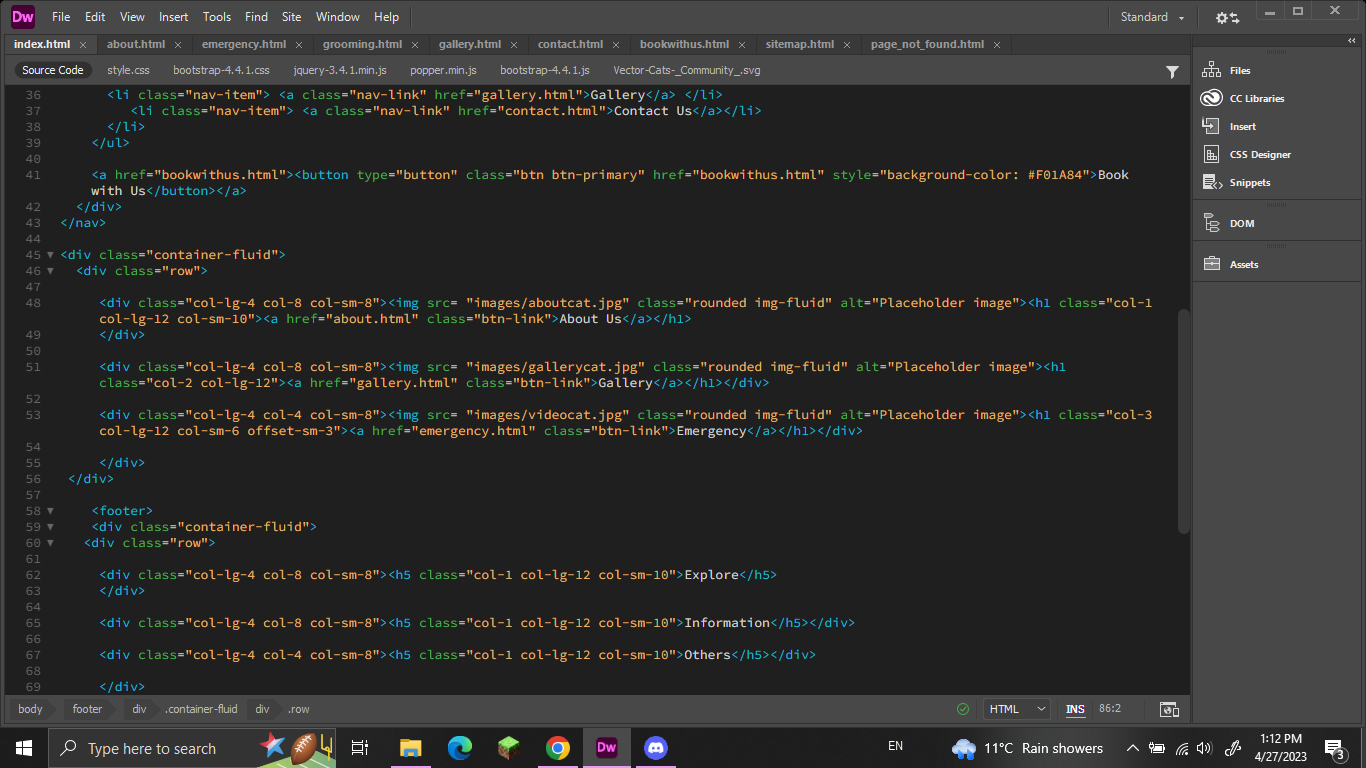 Dw File Edit View Insert Tools Find Site Window Help Standard
index.html about.html emergency.html grooming.html gallery.html contact.html bookwithus.html sitemap.html page_not_found.html
Source Code style.css bootstrap-4.4.1.css jquery-3.4.1.min.js popper.min.js bootstrap-4.4.1.js Vector-Cats-_Community_.svg
36 <li class="nav-item"> <a class="nav-link" href="gallery.html">Gallery</a> </li>
37 <li class="nav-item"> <a class="nav-link" href="contact.html">Contact Us</a></li>
38 </li>
39 </ul>
40
41 <a href="bookwithus.html"><button type="button" class="btn btn-primary" href="bookwithus.html" style="background-color: #F01A84">Book
with Us</button></a>
42 </div>
43 </nav>
44
45 <div class="container-fluid">
46 <div class="row">
47
48 <div class="col-lg-4 col-8 col-sm-8"><img src= "images/aboutcat.jpg" class="rounded img-fluid" alt="Placeholder image"><h1 class="col-1
col-lg-12 col-sm-10"><a href="about.html" class="btn-link">About Us</a></h1>
49 </div>
50
51 <div class="col-lg-4 col-8 col-sm-8"><img src= "images/gallerycat.jpg" class="rounded img-fluid" alt="Placeholder image"><h1
class="col-2 col-lg-12"><a href="gallery.html" class="btn-link">Gallery</a></h1></div>
52
53 <div class="col-lg-4 col-4 col-sm-8"><img src= "images/videocat.jpg" class="rounded img-fluid" alt="Placeholder image"><h1 class="col-3
col-lg-12 col-sm-6 offset-sm-3"><a href="emergency.html" class="btn-link">Emergency</a></h1></div>
54
55 </div>
56 </div>
57
58 <footer>
59 <div class="container-fluid">
60 <div class="row">
61
62 <div class="col-lg-4 col-8 col-sm-8"><h5 class="col-1 col-lg-12 col-sm-10">Explore</h5>
63 </div>
64
65 <div class="col-lg-4 col-8 col-sm-8"><h5 class="col-1 col-lg-12 col-sm-10">Information</h5></div>
66
67 <div class="col-lg-4 col-4 col-sm-8"><h5 class="col-1 col-lg-12 col-sm-10">Others</h5></div>
68
69 </div>
Files
CC Libraries
Insert
CSS Designer
Snippets
DOM
Assets
body footer div .container-fluid div .row HTML INS 86:2
Type here to search Dw EN 11°C Rain showers 1:12 PM
4/27/2023 3